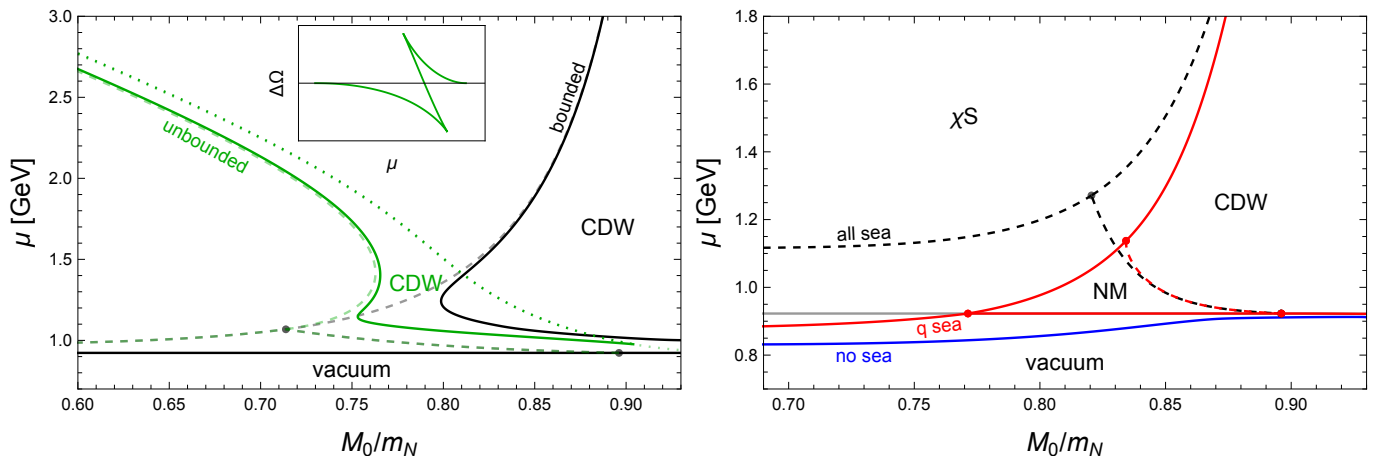 3.0
2.5
2.0
1.5
1.0
μ [GeV]
0.60
0.65
0.70
0.75
0.80
0.85
0.90
M₀/m_N
unbounded
ΔΩ
μ
bounded
CDW
CDW
vacuum
1.8
1.6
1.4
1.2
1.0
0.8
μ [GeV]
0.70
0.75
0.80
0.85
0.90
M₀/m_N
χS
all sea
CDW
NM
q sea
no sea
vacuum